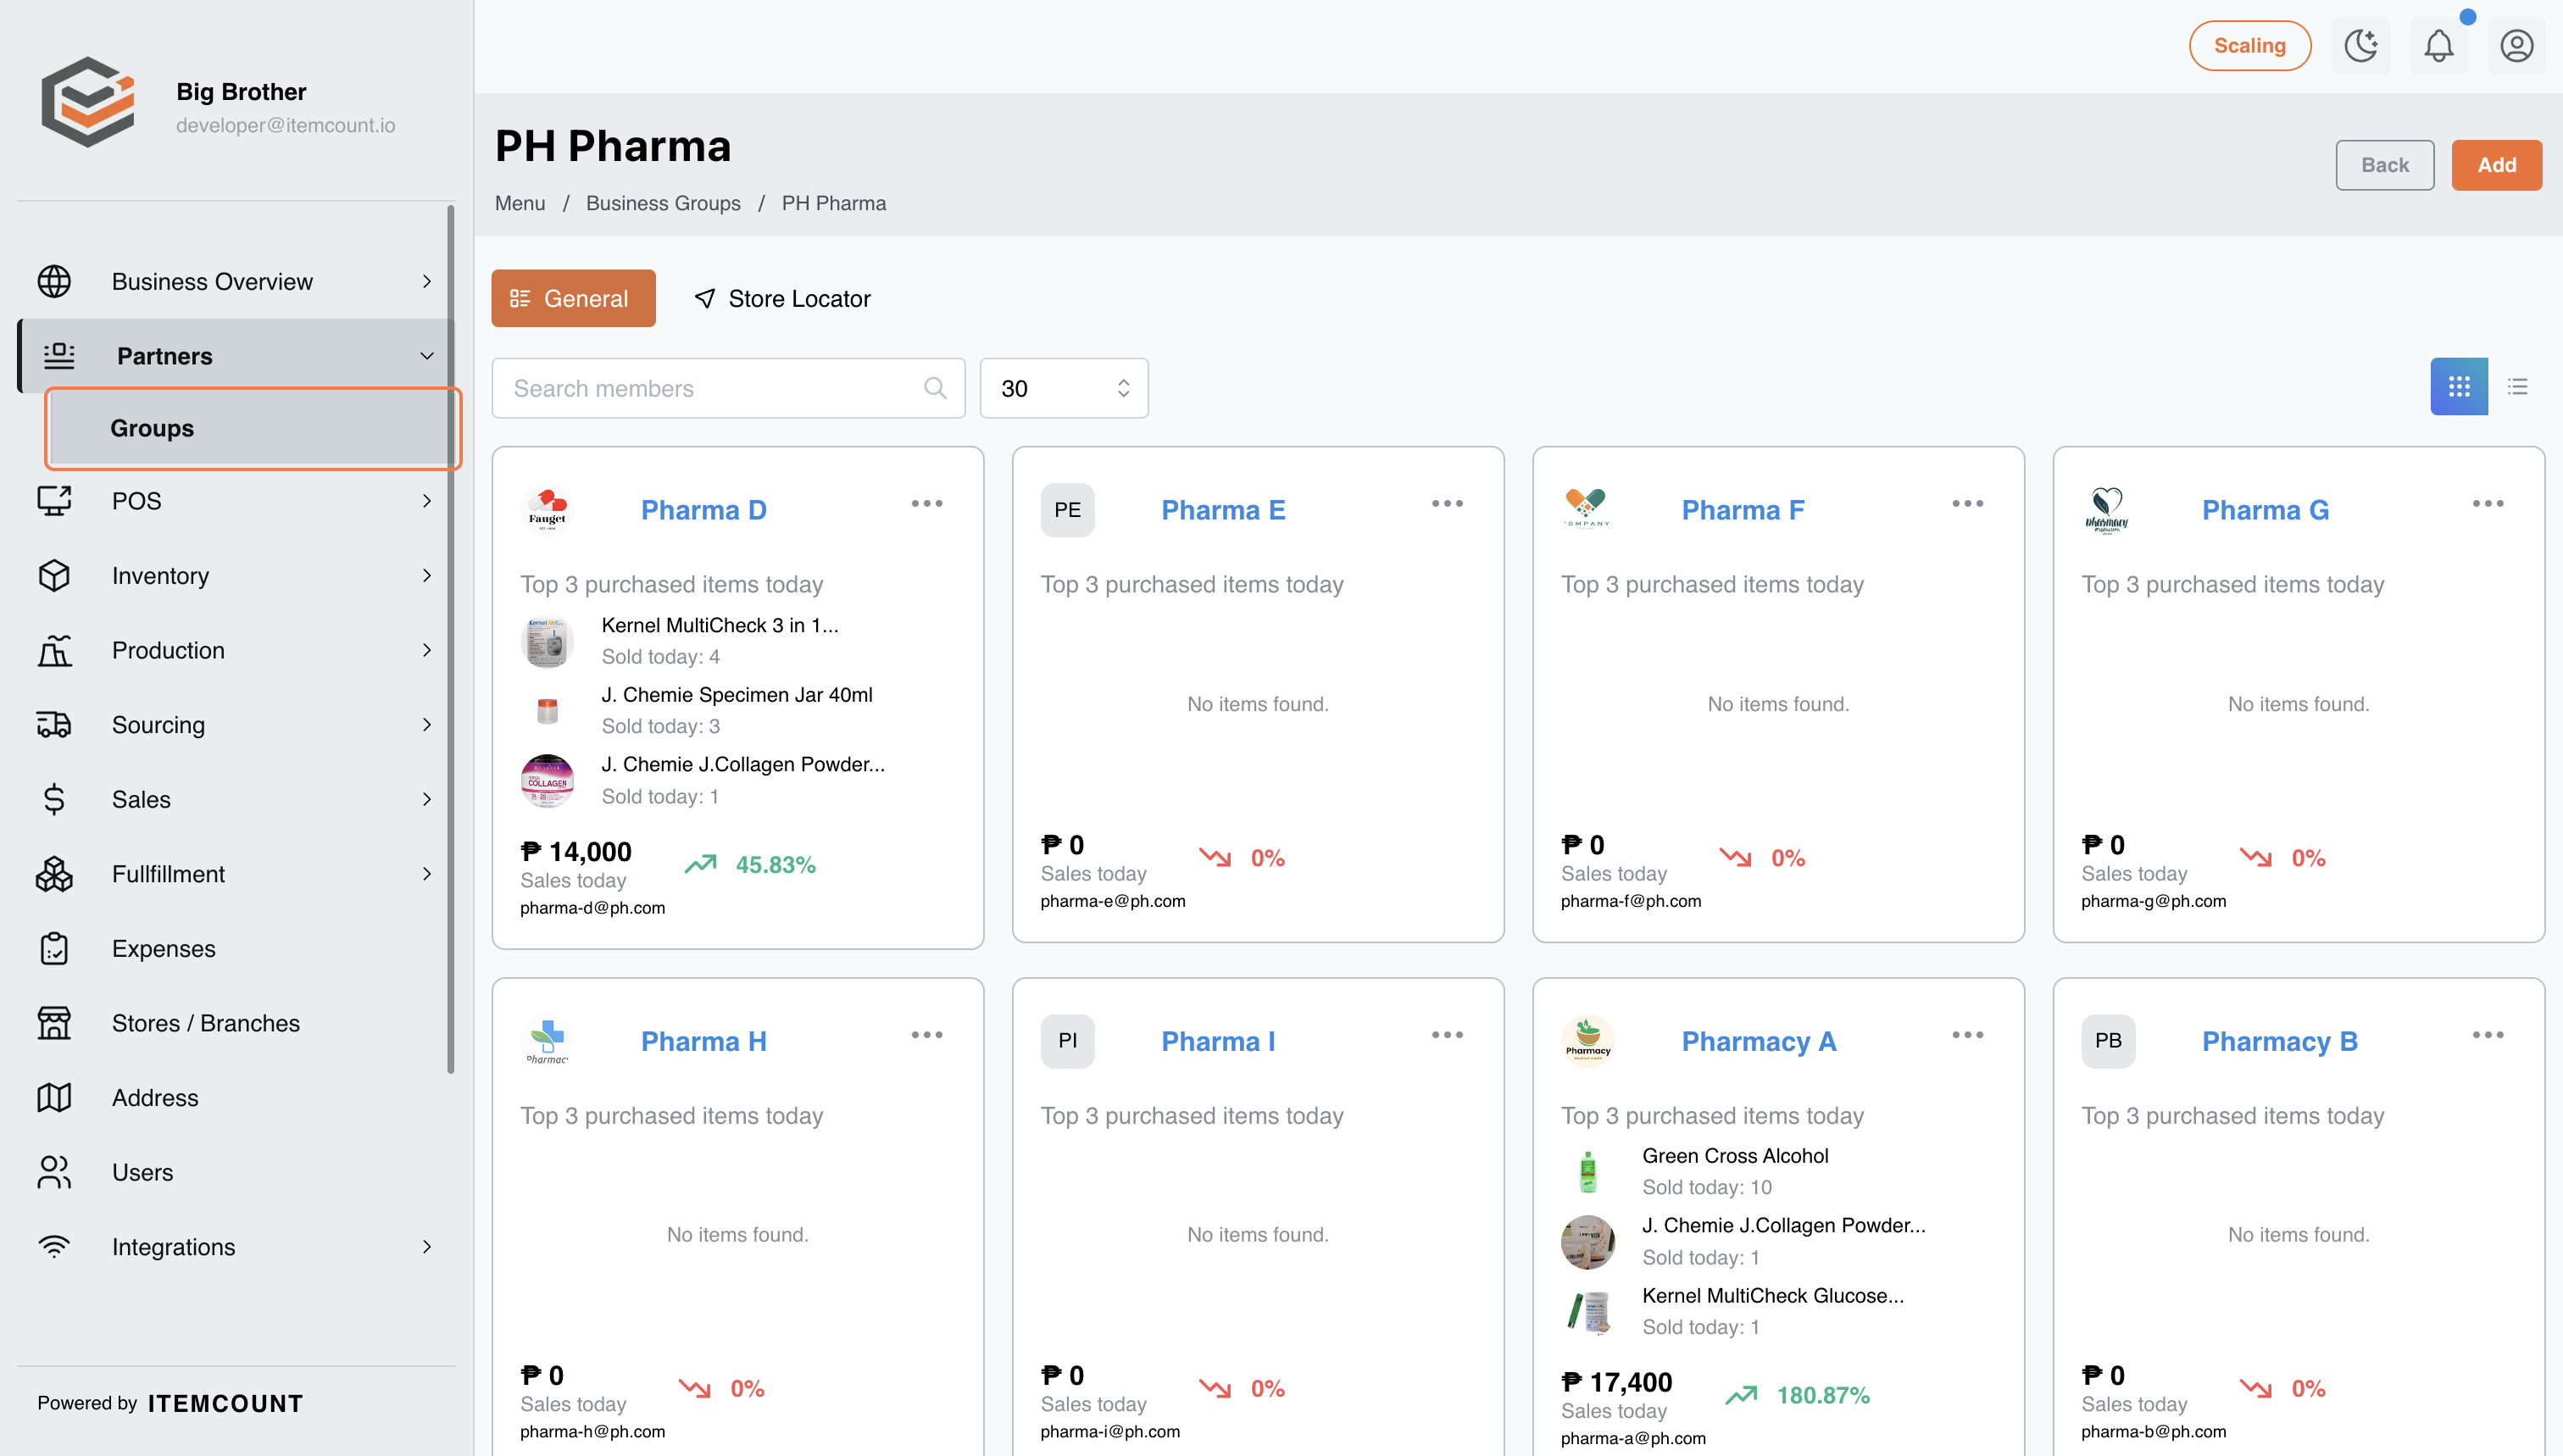 Big Brother
developer@itemcount.io
Business Overview
Partners
Groups
POS
Inventory
Production
Sourcing
Sales
Fullfillment
Expenses
Stores / Branches
Address
Users
Integrations
Powered by ITEMCOUNT
Scaling
PH Pharma
Menu / Business Groups / PH Pharma
Back
Add
General
Store Locator
Search members
30
Fauget
Pharma D
Top 3 purchased items today
Kernel MultiCheck 3 in 1...
Sold today: 4
J. Chemie Specimen Jar 40ml
Sold today: 3
COLLAGEN
J. Chemie J.Collagen Powder...
Sold today: 1
₱ 14,000
Sales today
45.83%
pharma-d@ph.com
PE
Pharma E
Top 3 purchased items today
No items found.
₱ 0
Sales today
0%
pharma-e@ph.com
Pharma F
Top 3 purchased items today
No items found.
₱ 0
Sales today
0%
pharma-f@ph.com
pharmacy
Pharma G
Top 3 purchased items today
No items found.
₱ 0
Sales today
0%
pharma-g@ph.com
Pharma H
Top 3 purchased items today
No items found.
₱ 0
Sales today
0%
pharma-h@ph.com
PI
Pharma I
Top 3 purchased items today
No items found.
₱ 0
Sales today
0%
pharma-i@ph.com
Pharmacy
Pharmacy A
Top 3 purchased items today
Green Cross Alcohol
Sold today: 10
J. Chemie J.Collagen Powder...
Sold today: 1
Kernel MultiCheck Glucose...
Sold today: 1
₱ 17,400
Sales today
180.87%
pharma-a@ph.com
PB
Pharmacy B
Top 3 purchased items today
No items found.
₱ 0
Sales today
0%
pharma-b@ph.com